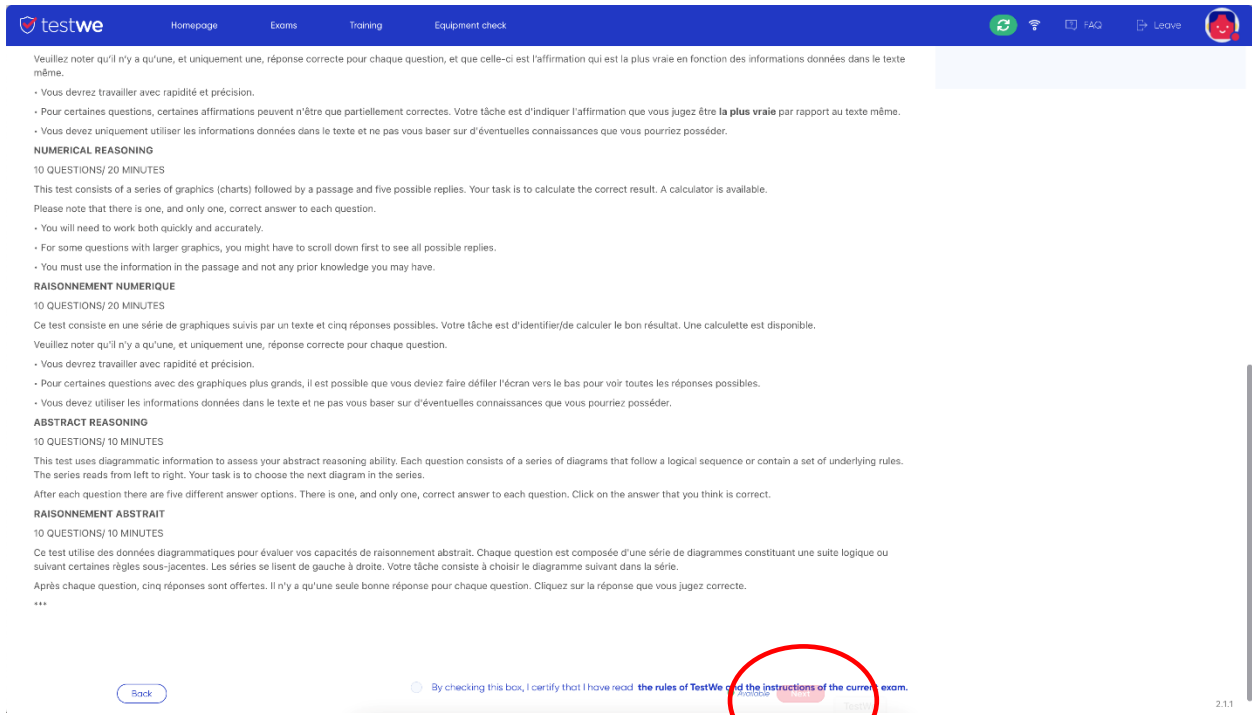 testwe Homepage Exams Training Equipment check FAQ Leave
Veuillez noter qu'il n'y a qu'une, et uniquement une, réponse correcte pour chaque question, et que celle-ci est l'affirmation qui est la plus vraie en fonction des informations données dans le texte
même.
• Vous devrez travailler avec rapidité et précision.
• Pour certaines questions, certaines affirmations peuvent n'être que partiellement correctes. Votre tâche est d'indiquer l'affirmation que vous jugez être la plus vraie par rapport au texte même.
• Vous devez uniquement utiliser les informations données dans le texte et ne pas vous baser sur d'éventuelles connaissances que vous pourriez posséder.
NUMERICAL REASONING
10 QUESTIONS/ 20 MINUTES
This test consists of a series of graphics (charts) followed by a passage and five possible replies. Your task is to calculate the correct result. A calculator is available.
Please note that there is one, and only one, correct answer to each question.
• You will need to work both quickly and accurately.
• For some questions with larger graphics, you might have to scroll down first to see all possible replies.
• You must use the information in the passage and not any prior knowledge you may have.
RAISONNEMENT NUMERIQUE
10 QUESTIONS/ 20 MINUTES
Ce test consiste en une série de graphiques suivis par un texte et cinq réponses possibles. Votre tâche est d'identifier/de calculer le bon résultat. Une calculette est disponible.
Veuillez noter qu'il n'y a qu'une, et uniquement une, réponse correcte pour chaque question.
• Vous devrez travailler avec rapidité et précision.
• Pour certaines questions avec des graphiques plus grands, il est possible que vous deviez faire défiler l'écran vers le bas pour voir toutes les réponses possibles.
• Vous devez utiliser les informations données dans le texte et ne pas vous baser sur d'éventuelles connaissances que vous pourriez posséder.
ABSTRACT REASONING
10 QUESTIONS/ 10 MINUTES
This test uses diagrammatic information to assess your abstract reasoning ability. Each question consists of a series of diagrams that follow a logical sequence or contain a set of underlying rules.
The series reads from left to right. Your task is to choose the next diagram in the series.
After each question there are five different answer options. There is one, and only one, correct answer to each question. Click on the answer that you think is correct.
RAISONNEMENT ABSTRAIT
10 QUESTIONS/ 10 MINUTES
Ce test utilise des données diagrammatiques pour évaluer vos capacités de raisonnement abstrait. Chaque question est composée d'une série de diagrammes constituant une suite logique ou
suivant certaines règles sous-jacentes. Les séries se lisent de gauche à droite. Votre tâche consiste à choisir le diagramme suivant dans la série.
Après chaque question, cinq réponses sont offertes. Il n'y a qu'une seule bonne réponse pour chaque question. Cliquez sur la réponse que vous jugez correcte.
***
By checking this box, I certify that I have read the rules of TestWe and the instructions of the current exam.
Back Available Next
TestWe
2.1.1